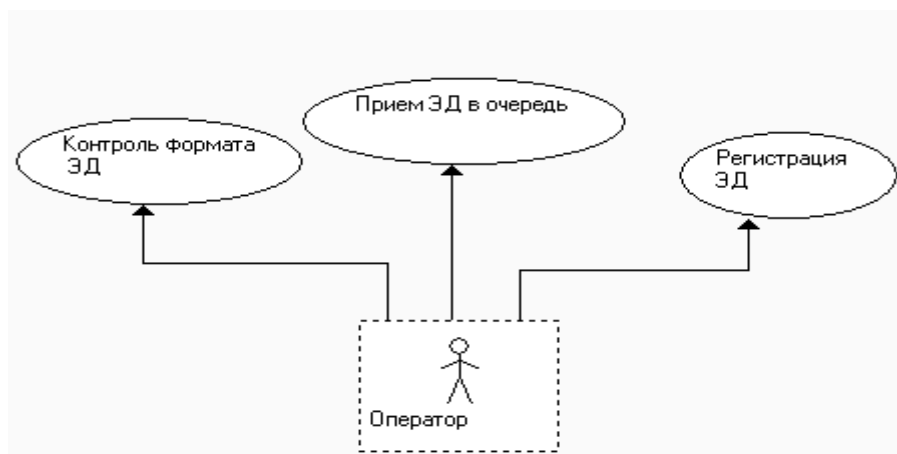 Прием ЭД в очередь
Контроль формата
ЭД
Регистрация
ЭД
Оператор